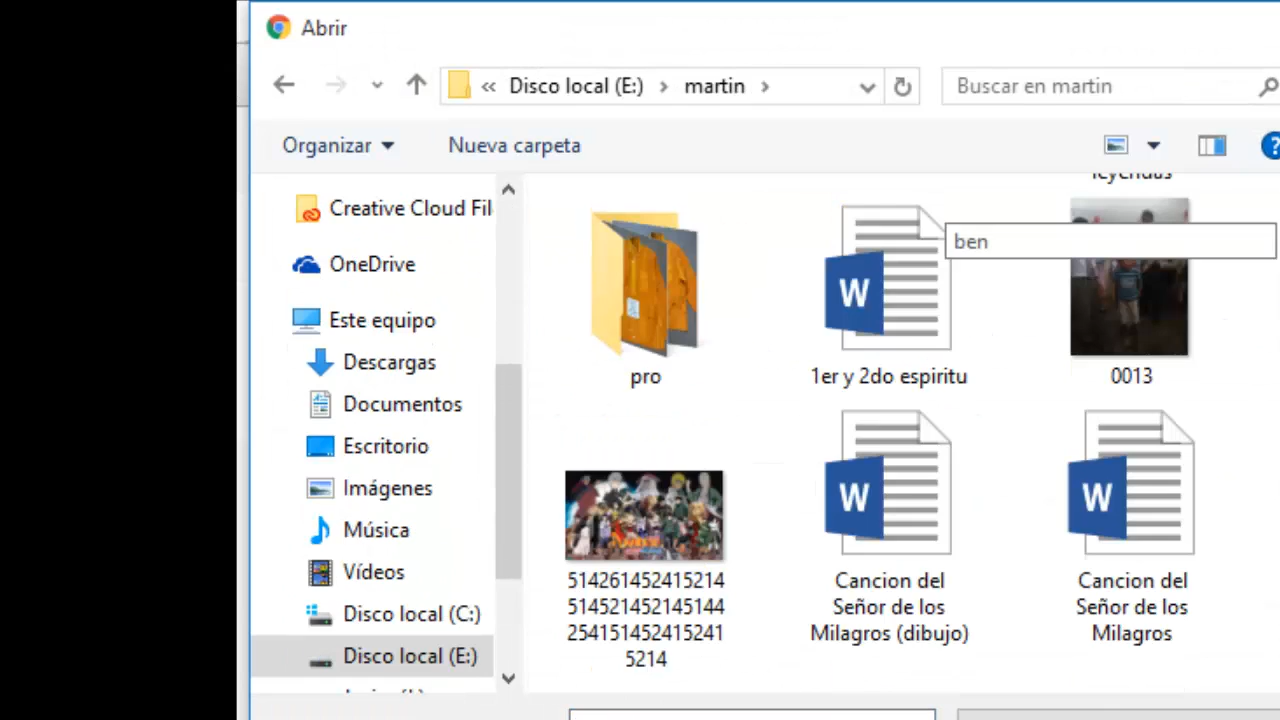 Abrir
« Disco local (E:) > martin >
Buscar en martin
Organizar
Nueva carpeta
leyendas
Creative Cloud Fil
OneDrive
Este equipo
Descargas
Documentos
Escritorio
Imágenes
Música
Vídeos
Disco local (C:)
Disco local (E:)
ben
pro
1er y 2do espiritu
0013
514261452415214
514521452145144
254151452415241
5214
Cancion del
Señor de los
Milagros (dibujo)
Cancion del
Señor de los
Milagros